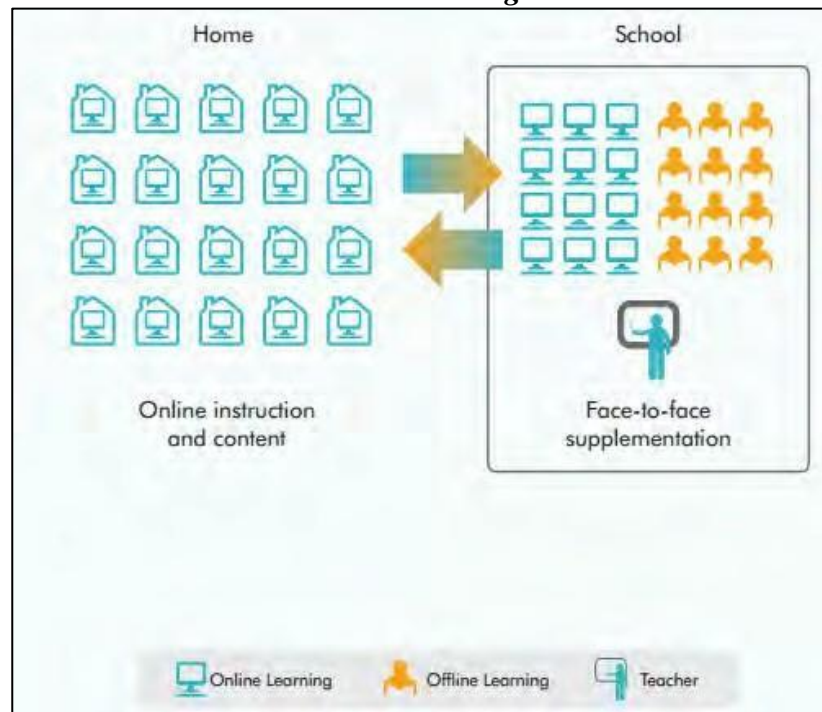 Home
School
Online instruction
and content
Face-to-face
supplementation
Online Learning
Offline Learning
Teacher